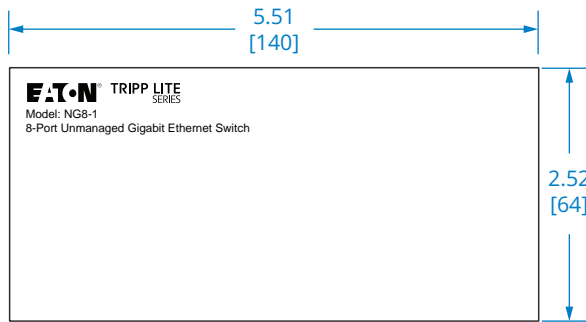 5.51
[140]
EATON® TRIPP LITE
SERIES
Model: NG8-1
8-Port Unmanaged Gigabit Ethernet Switch
2.52
[64]